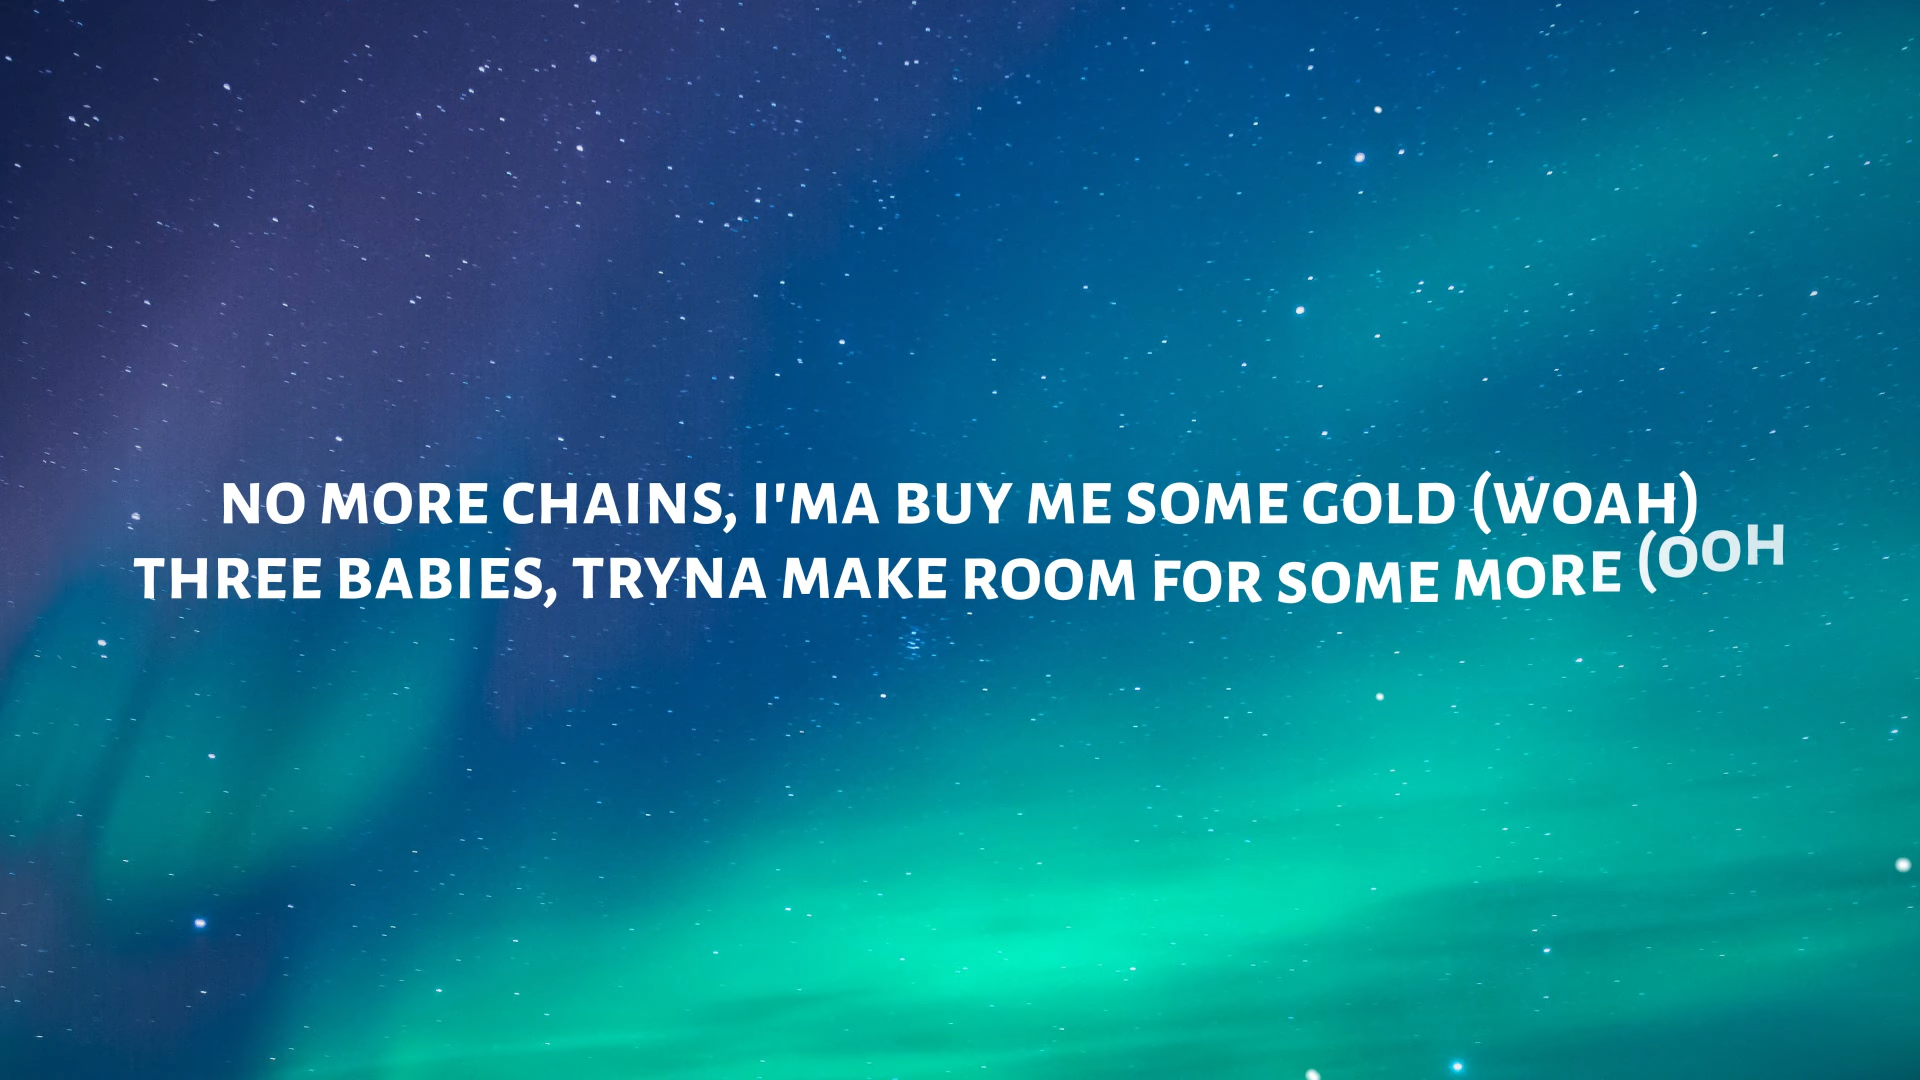 NO MORE CHAINS, I'MA BUY ME SOME GOLD (WOAH)
THREE BABIES, TRYNA MAKE ROOM FOR SOME MORE (OOH